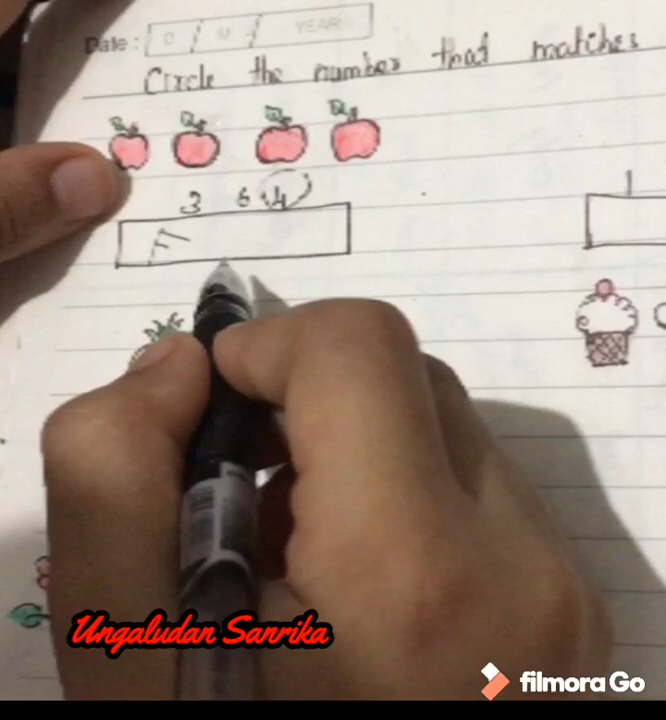 Date : D / M / YEAR
Circle the number that matches
3 6 4
1
Ungaludan Sanrika
filmora Go